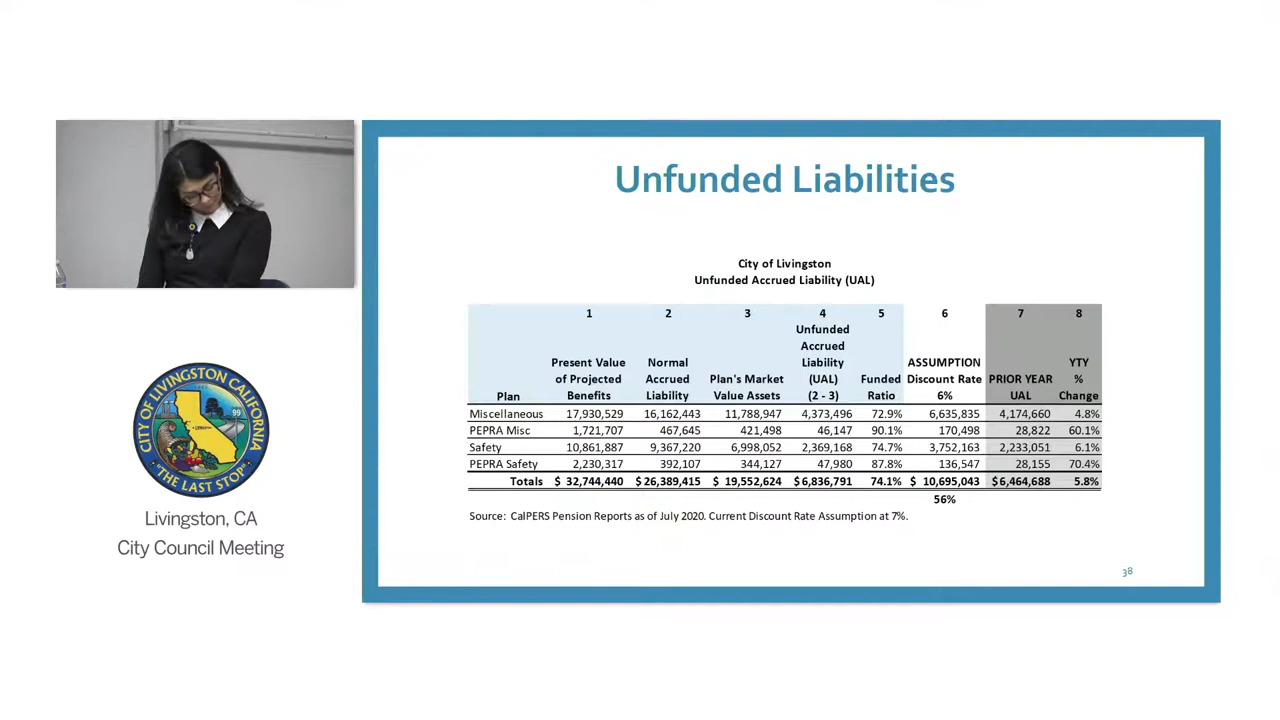 Unfunded Liabilities
City of Livingston
Unfunded Accrued Liability (UAL)
1 2 3 4 5 6 7 8
Plan Present Value of Projected Benefits Normal Accrued Liability Plan's Market Value Assets Unfunded Accrued Liability (UAL) (2 - 3) Funded Ratio ASSUMPTION Discount Rate 6% PRIOR YEAR UAL YTY % Change
Miscellaneous 17,930,529 16,162,443 11,788,947 4,373,496 72.9% 6,635,835 4,174,660 4.8%
PEPRA Misc 1,721,707 467,645 421,498 46,147 90.1% 170,498 28,822 60.1%
Safety 10,861,887 9,367,220 6,998,052 2,369,168 74.7% 3,752,163 2,233,051 6.1%
PEPRA Safety 2,230,317 392,107 344,127 47,980 87.8% 136,547 28,155 70.4%
Totals $ 32,744,440 $ 26,389,415 $ 19,552,624 $ 6,836,791 74.1% $ 10,695,043 $ 6,464,688 5.8%
56%
Source: CalPERS Pension Reports as of July 2020. Current Discount Rate Assumption at 7%.
38
CITY OF LIVINGSTON CALIFORNIA
99
"THE LAST STOP"
Livingston, CA
City Council Meeting